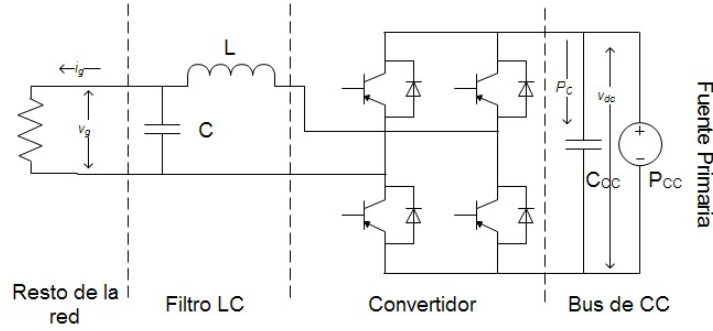 L
i_g
P_C
v_dc
v_g
C
C_CC
P_CC
Fuente Primaria
Resto de la
red
Filtro LC
Convertidor
Bus de CC